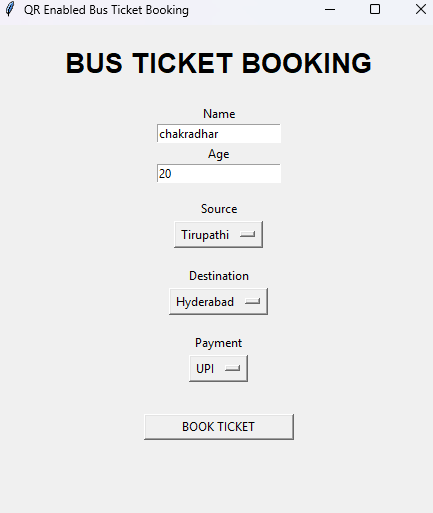 QR Enabled Bus Ticket Booking
BUS TICKET BOOKING
Name
chakradhar
Age
20
Source
Tirupathi
Destination
Hyderabad
Payment
UPI
BOOK TICKET